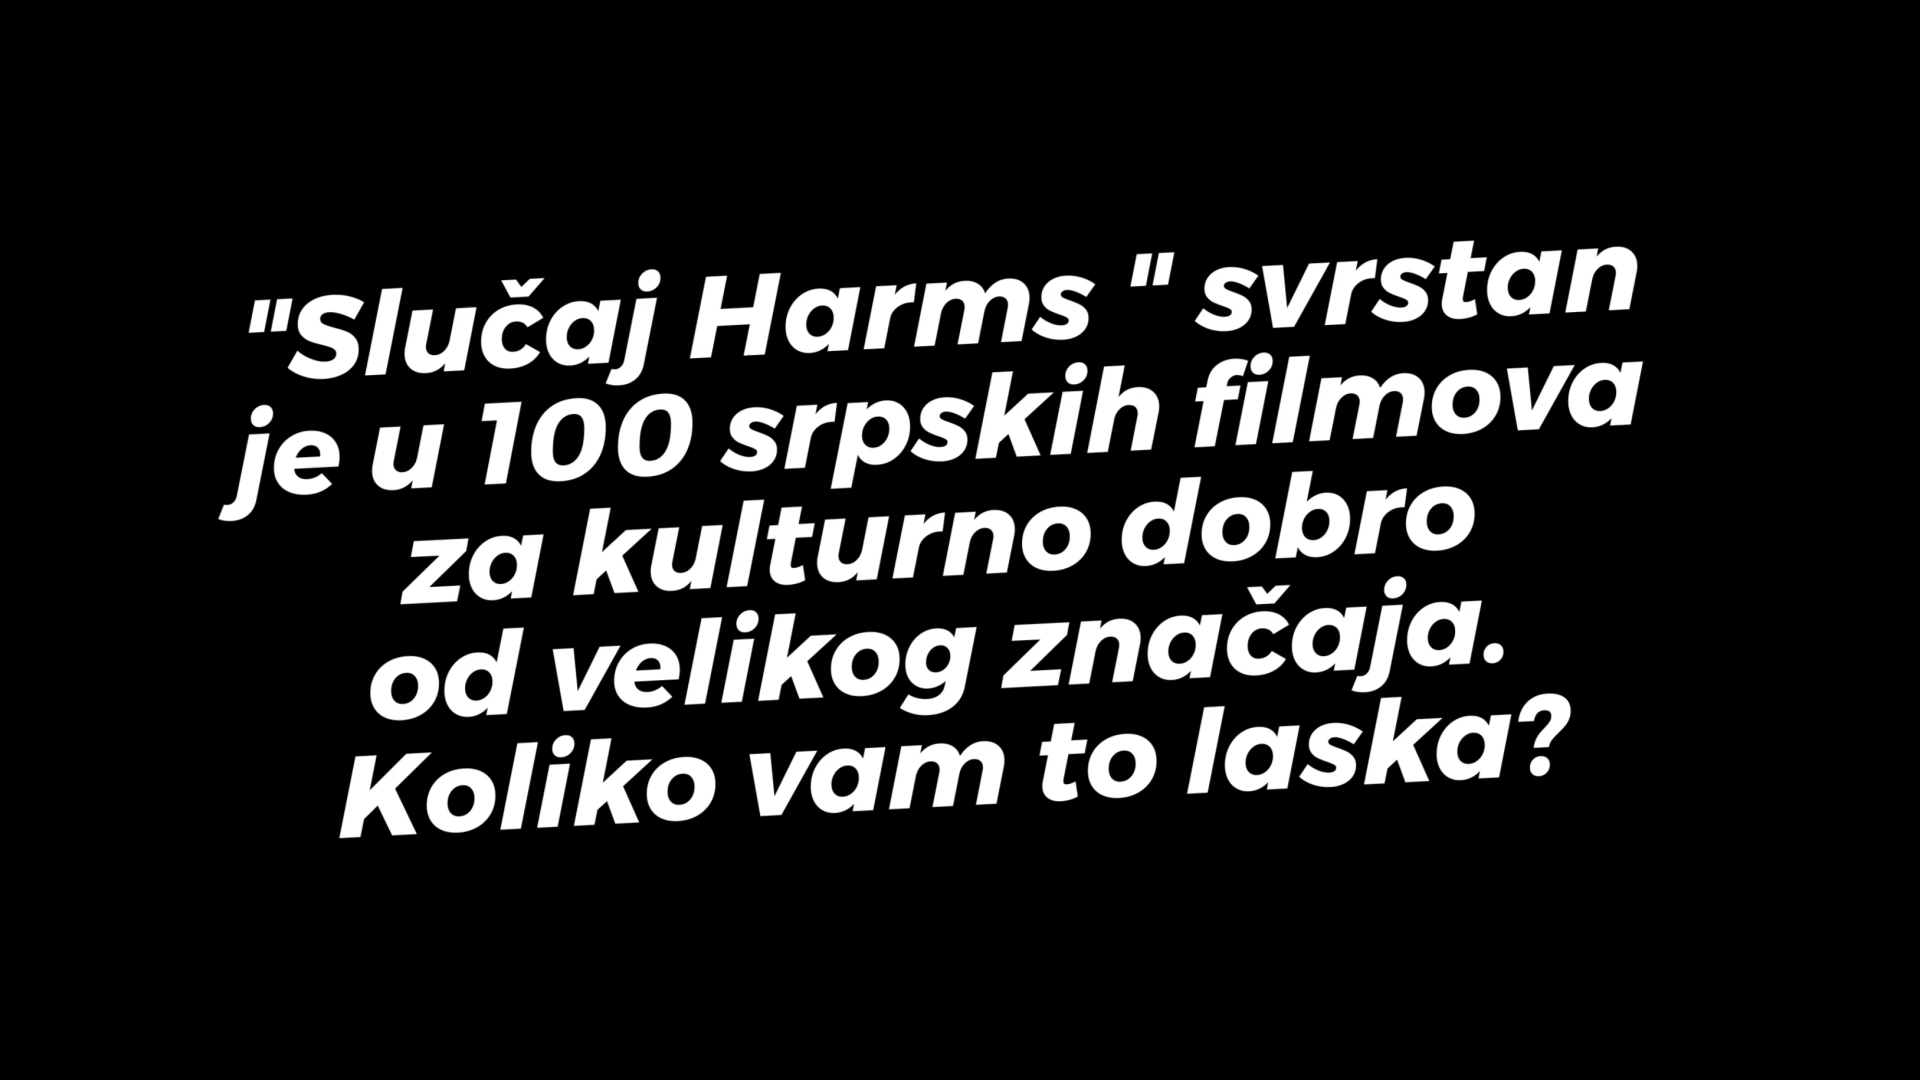 "Slučaj Harms " svrstan
je u 100 srpskih filmova
za kulturno dobro
od velikog značaja.
Koliko vam to laska?